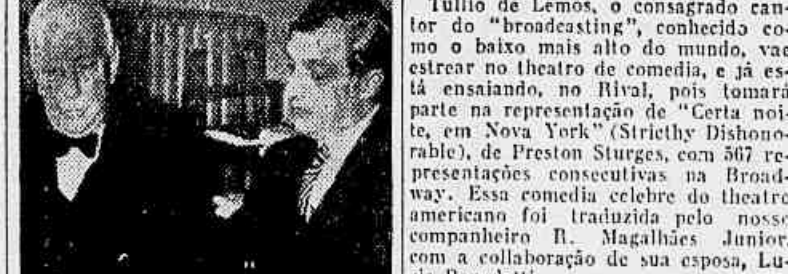 Tullio de Lemos, o consagrado can-
tor do "broadcasting", conhecido co-
mo o baixo mais alto do mundo, vae
estrear no theatro de comedia, e já es-
tá ensaiando, no Rival, pois tomará
parte na representação de "Certa noi-
te, em Nova York" (Stricthy Dishono-
rable), de Preston Sturges, com 567 re-
presentações consecutivas na Broad-
way. Essa comedia celebre do theatro
americano foi traduzida pelo nosso
companheiro R. Magalhães Junior,
com a collaboração de sua esposa, Lu-